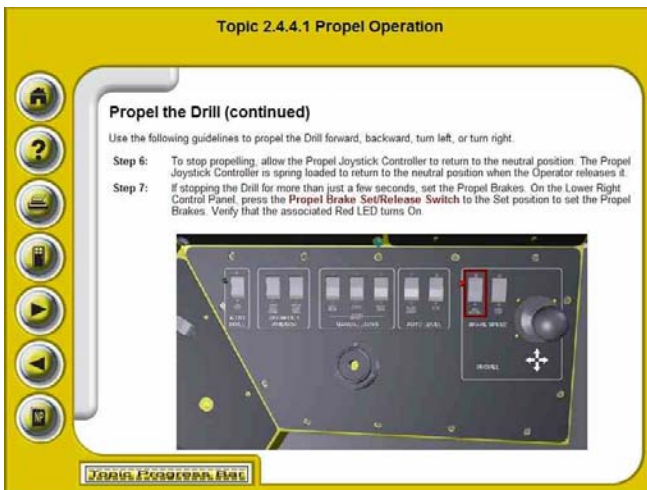 Topic 2.4.4.1 Propel Operation
Propel the Drill (continued)
Use the following guidelines to propel the Drill forward, backward, turn left, or turn right.
Step 6: To stop propelling, allow the Propel Joystick Controller to return to the neutral position. The Propel
Joystick Controller is spring loaded to return to the neutral position when the Operator releases it.
Step 7: If stopping the Drill for more than just a few seconds, set the Propel Brakes. On the Lower Right
Control Panel, press the Propel Brake Set/Release Switch to the Set position to set the Propel
Brakes. Verify that the associated Red LED turns On.
BRAKE SPEED
PROPEL
Topic Progress Bar